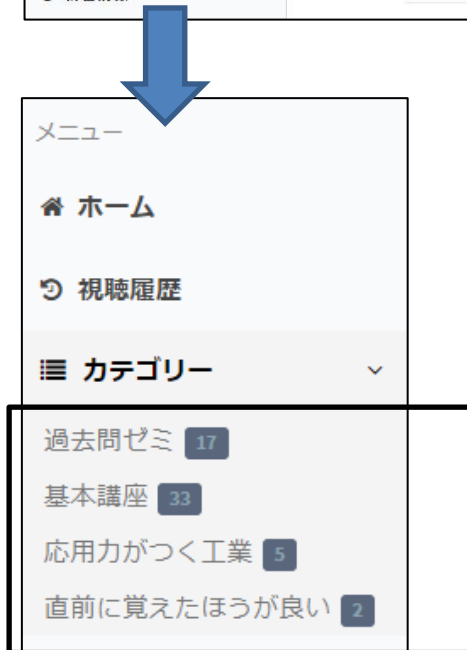 メニュー
ホーム
視聴履歴
カテゴリー
過去問ゼミ 17
基本講座 33
応用力がつく工業 5
直前に覚えたほうが良い 2